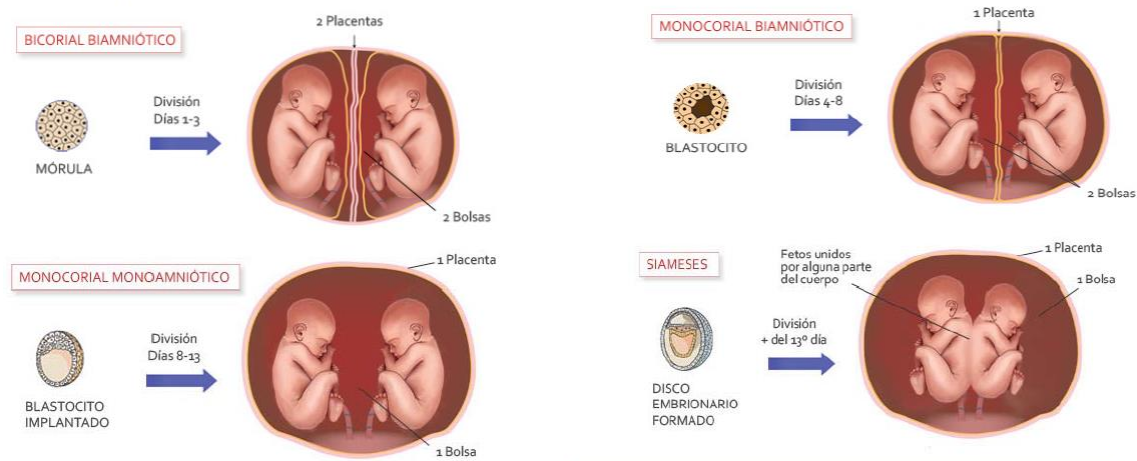 BICORIAL BIAMNIÓTICO
2 Placentas
División
Días 1-3
MÓRULA
2 Bolsas
MONOCORIAL BIAMNIÓTICO
1 Placenta
División
Días 4-8
BLASTOCITO
2 Bolsas
MONOCORIAL MONOAMNIÓTICO
1 Placenta
División
Días 8-13
BLASTOCITO
IMPLANTADO
1 Bolsa
SIAMESES
Fetos unidos
por alguna parte
del cuerpo
1 Placenta
1 Bolsa
División
+ del 13º día
DISCO
EMBRIONARIO
FORMADO